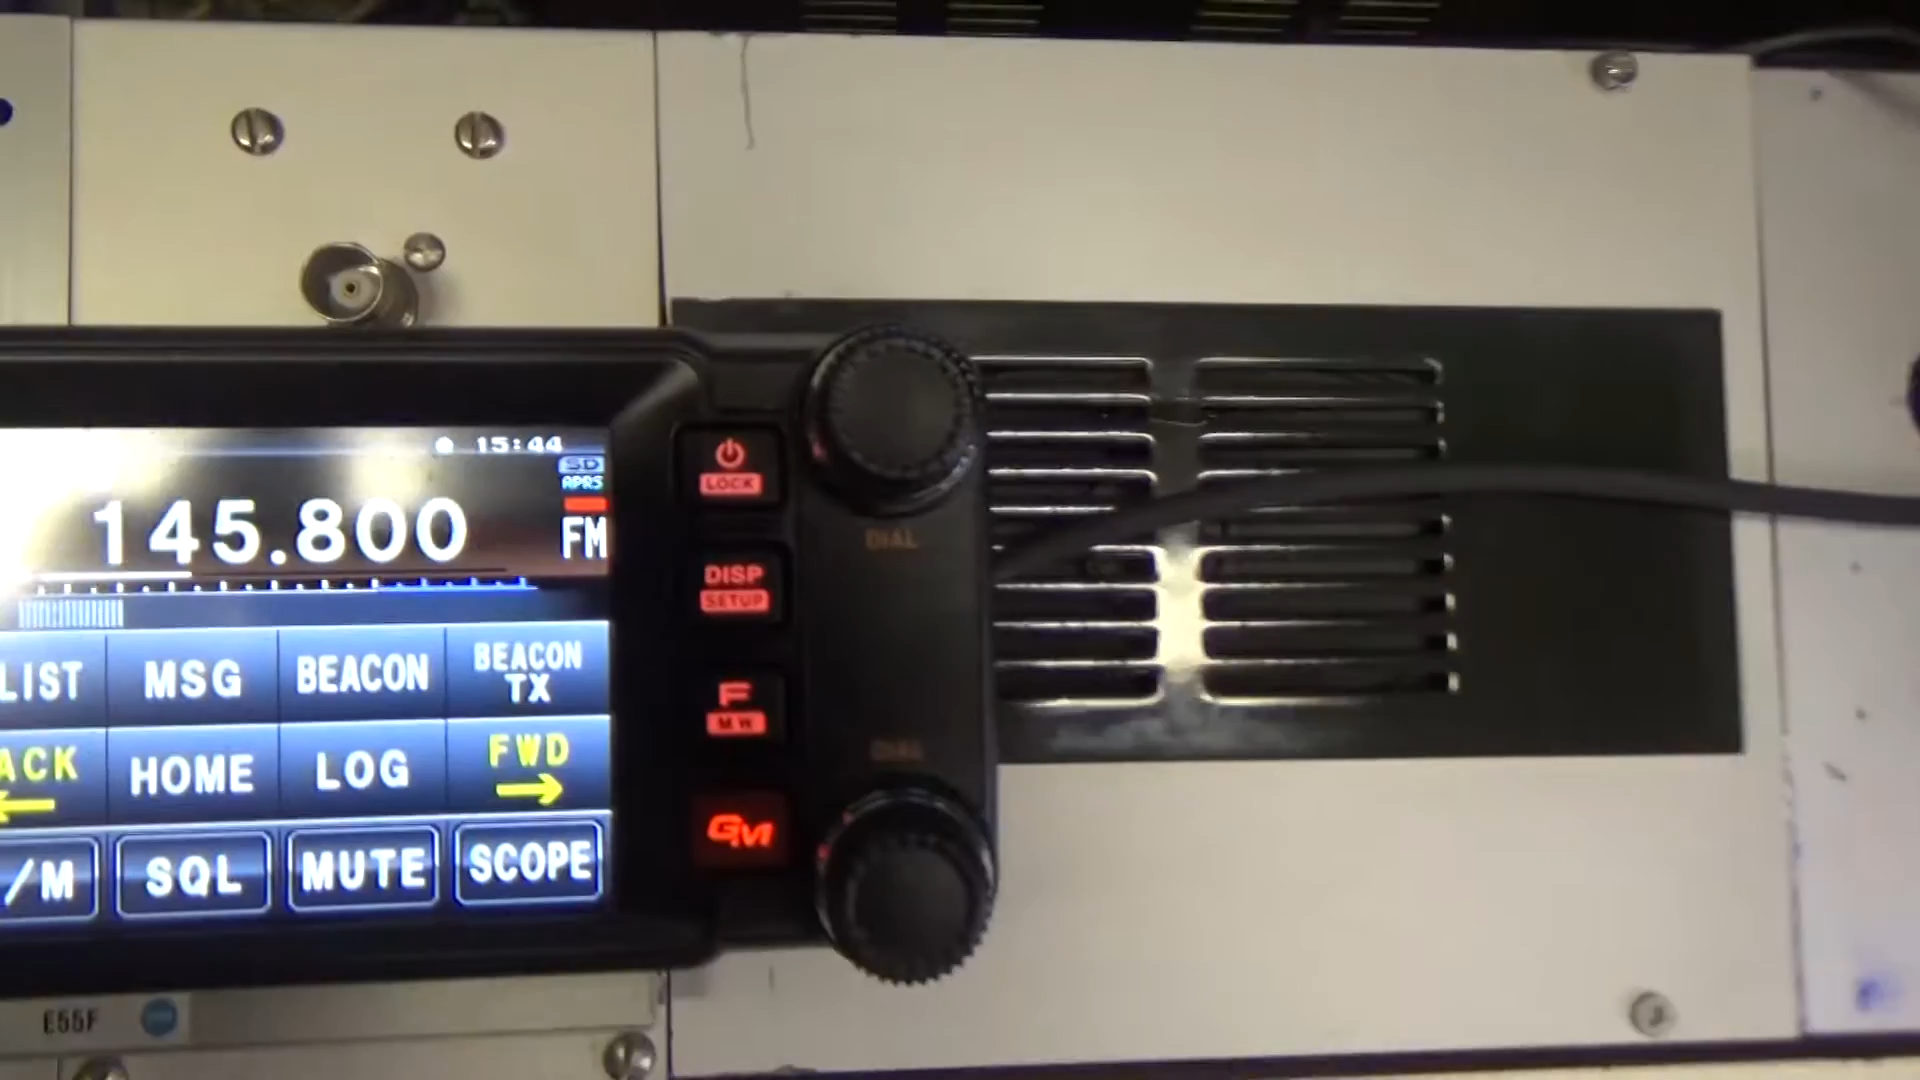 15:44
SD
APRS
145.800
FM
LIST MSG BEACON BEACON TX
ACK HOME LOG FWD
/M SQL MUTE SCOPE
LOCK
DISP
SETUP
F
MW
GM
DIAL
DIAL
E55F